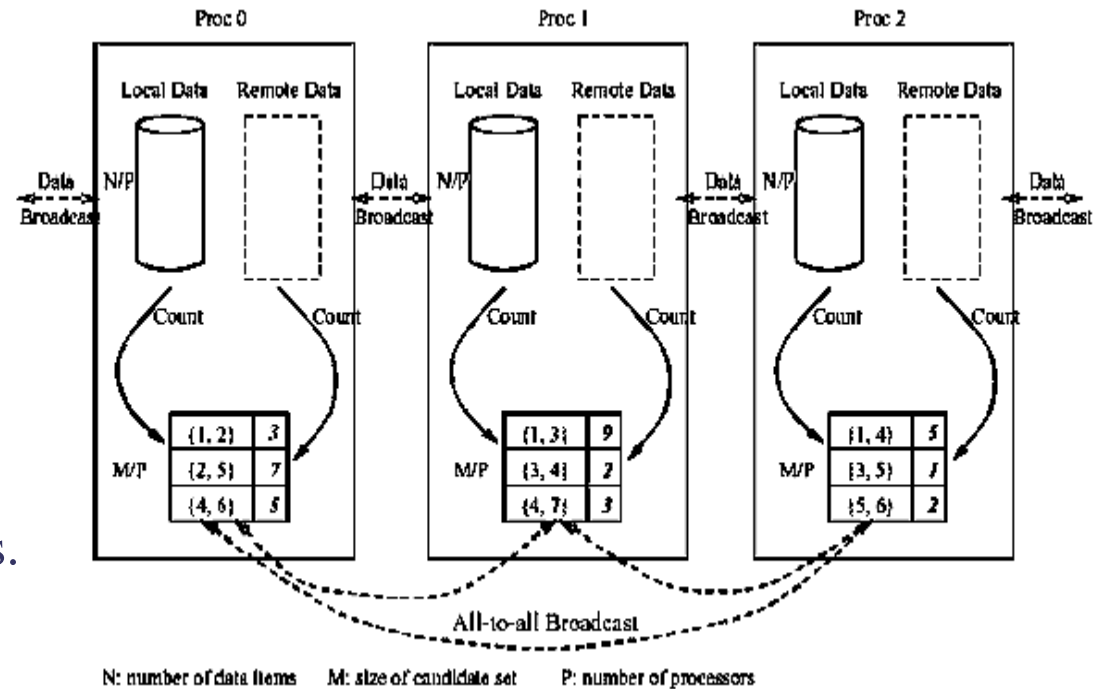 Proc 0 Proc 1 Proc 2
Local Data Remote Data Local Data Remote Data Local Data Remote Data
Data N/P Data N/P Data N/P Data
Broadcast Broadcast Broadcast Broadcast
Count Count Count Count Count Count
{1, 2} 3 {1, 3} 9 {1, 4} 5
M/P {2, 5} 7 M/P {3, 4} 2 M/P {3, 5} 1
{4, 6} 5 {4, 7} 3 {5, 6} 2
s.
All-to-all Broadcast
N: number of data items M: size of candidate set P: number of processors